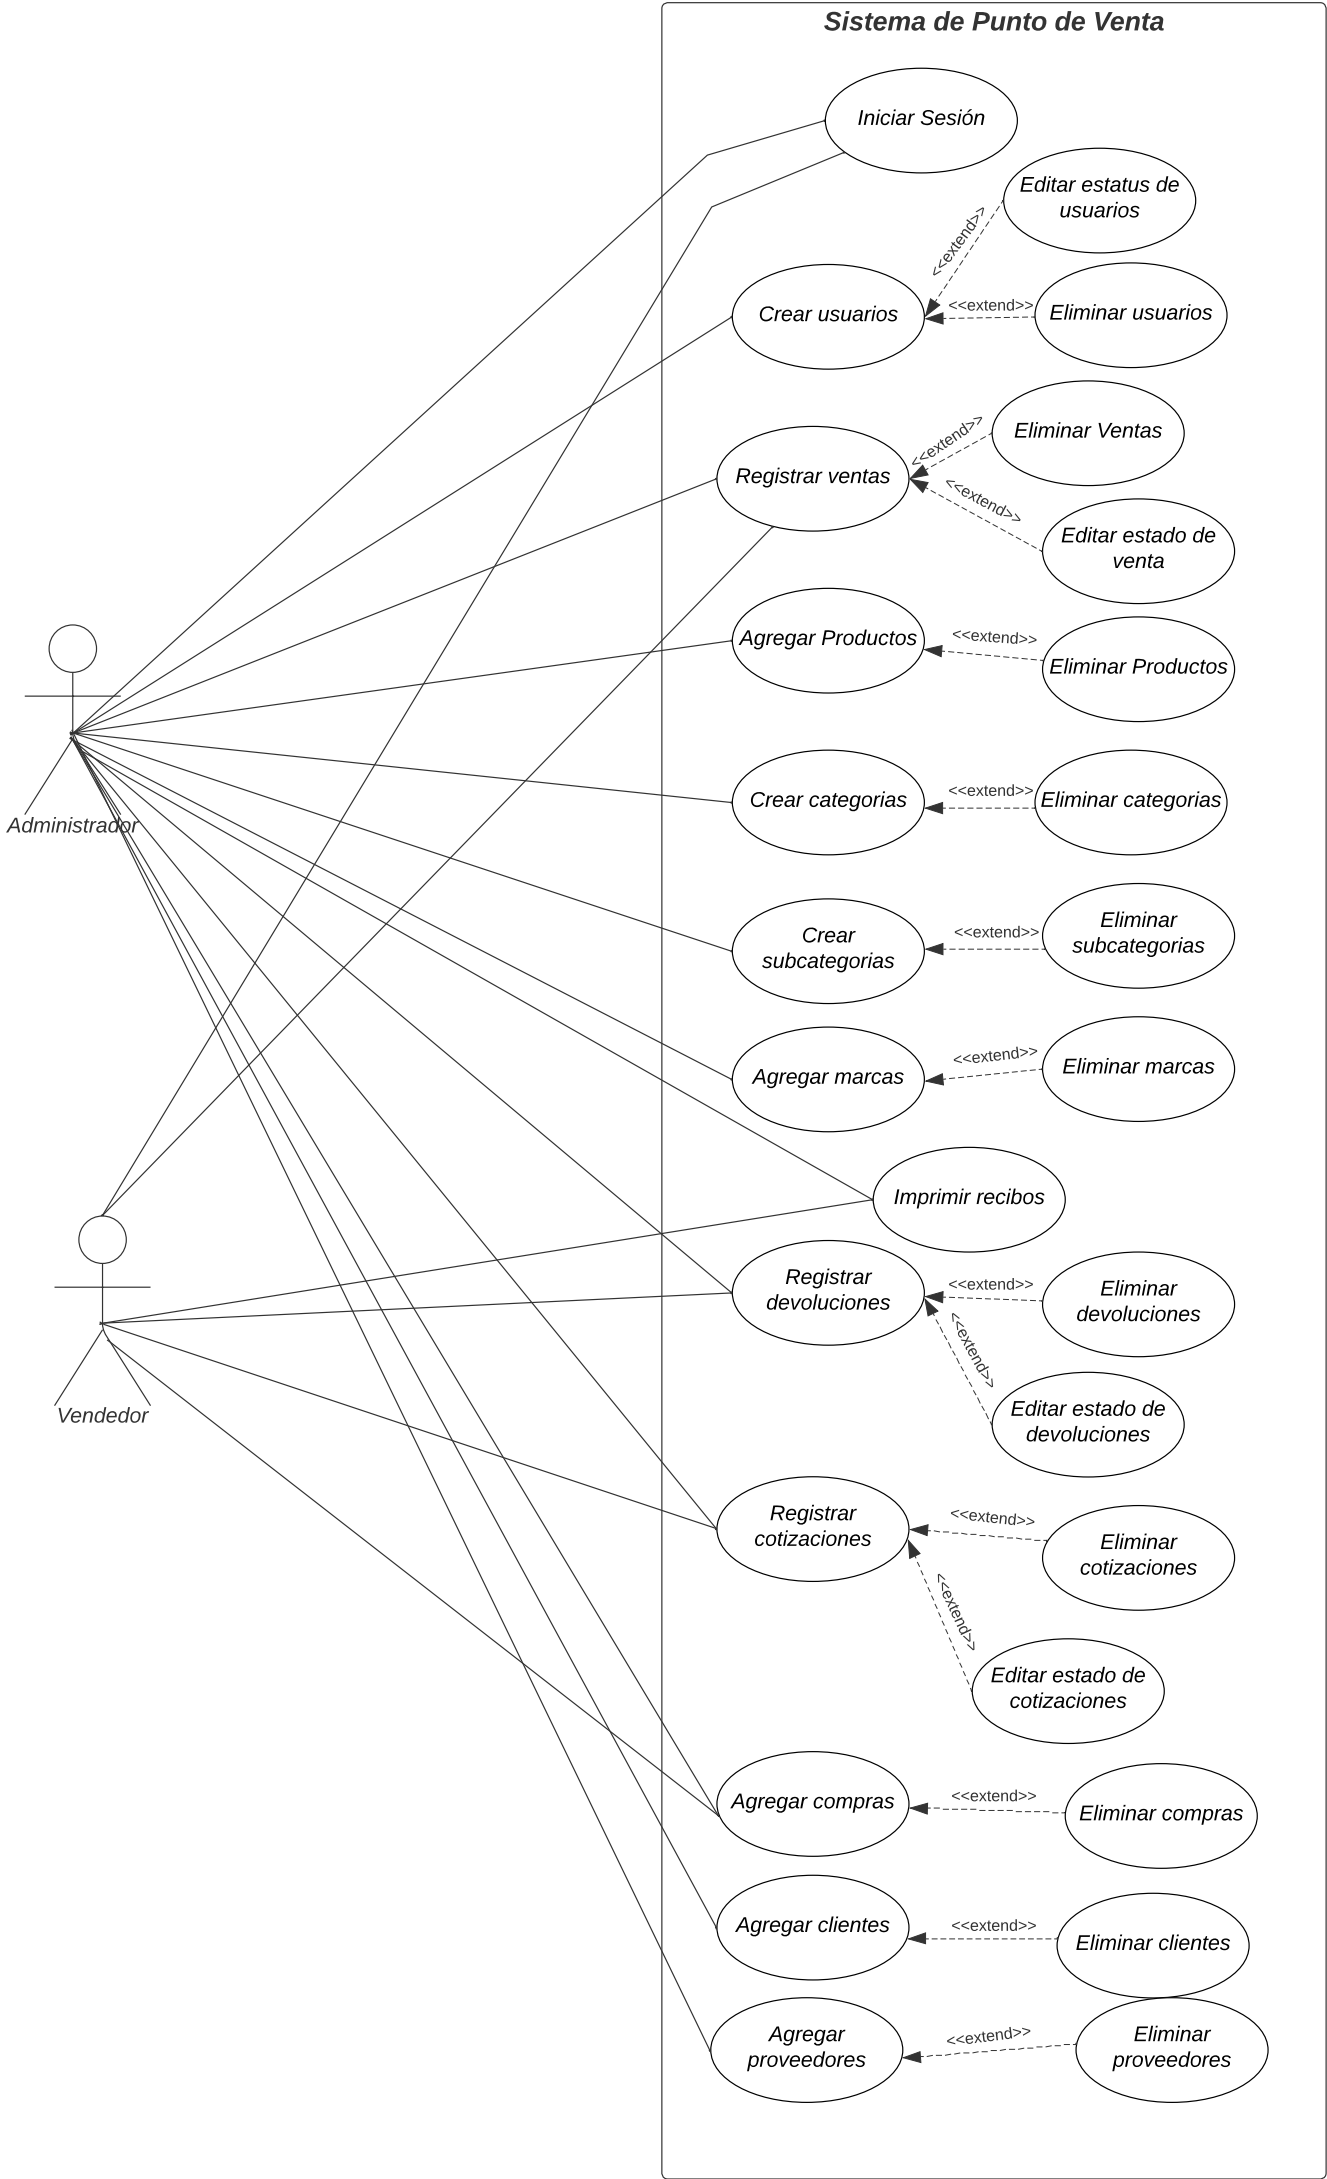 Sistema de Punto de Venta
Iniciar Sesión
Editar estatus de
usuarios
<<extend>>
Crear usuarios
<<extend>>
Eliminar usuarios
Registrar ventas
<<extend>>
Eliminar Ventas
<<extend>>
Editar estado de
venta
Agregar Productos
<<extend>>
Eliminar Productos
Administrador
Crear categorias
<<extend>>
Eliminar categorias
Crear
subcategorias
<<extend>>
Eliminar
subcategorias
Agregar marcas
<<extend>>
Eliminar marcas
Imprimir recibos
Vendedor
Registrar
devoluciones
<<extend>>
Eliminar
devoluciones
<<extend>>
Editar estado de
devoluciones
Registrar
cotizaciones
<<extend>>
Eliminar
cotizaciones
<<extend>>
Editar estado de
cotizaciones
Agregar compras
<<extend>>
Eliminar compras
Agregar clientes
<<extend>>
Eliminar clientes
Agregar
proveedores
<<extend>>
Eliminar
proveedores